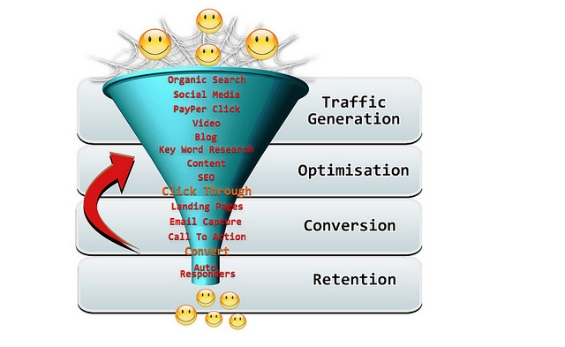 Organic Search
Social Media
PayPer Click
Video
Blog
Key Word Research
Content
SEO
Click Through
Landing Pages
Email Capture
Call To Action
Convert
Auto
Responders
Traffic
Generation
Optimisation
Conversion
Retention